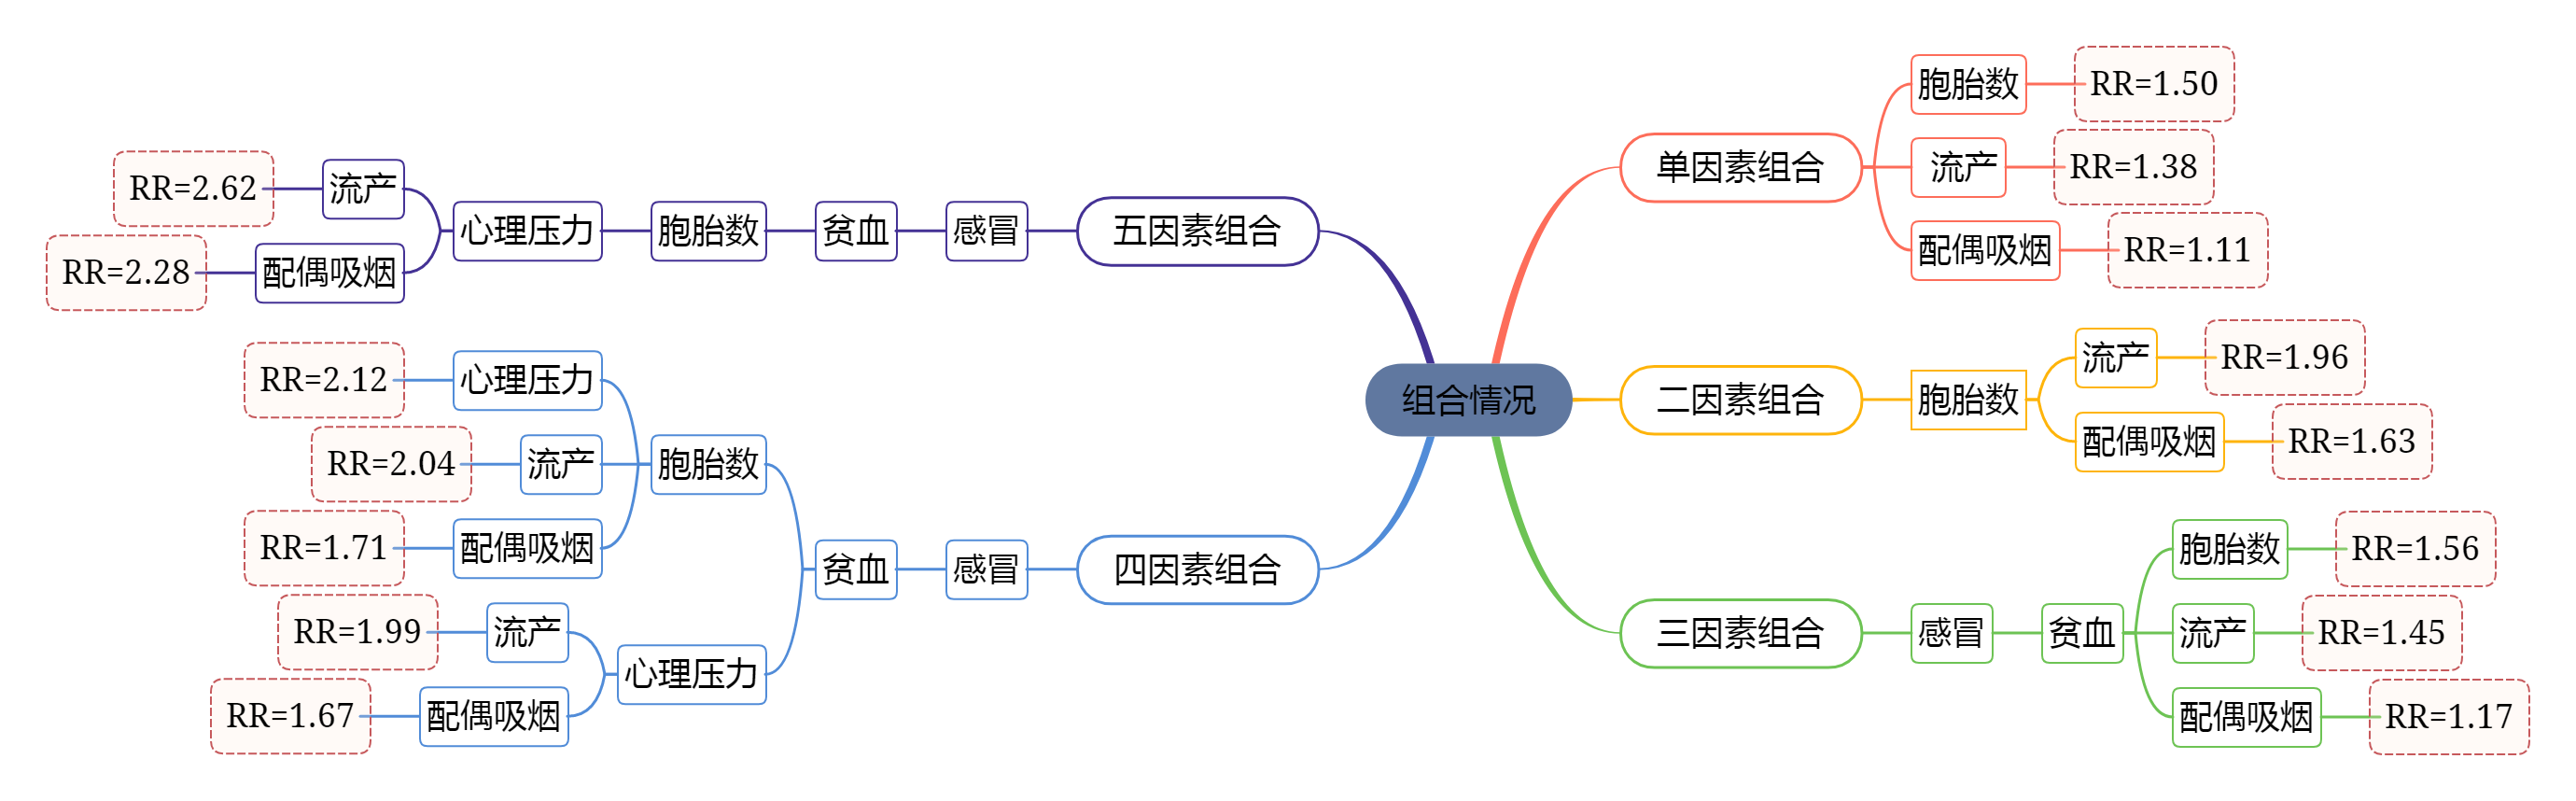 组合情况
单因素组合
胞胎数 RR=1.50
流产 RR=1.38
配偶吸烟 RR=1.11
二因素组合
胞胎数
流产 RR=1.96
配偶吸烟 RR=1.63
三因素组合
感冒
贫血
胞胎数 RR=1.56
流产 RR=1.45
配偶吸烟 RR=1.17
四因素组合
感冒
贫血
胞胎数
心理压力 RR=2.12
流产 RR=2.04
配偶吸烟 RR=1.71
心理压力
流产 RR=1.99
配偶吸烟 RR=1.67
五因素组合
感冒
贫血
胞胎数
心理压力
流产 RR=2.62
配偶吸烟 RR=2.28